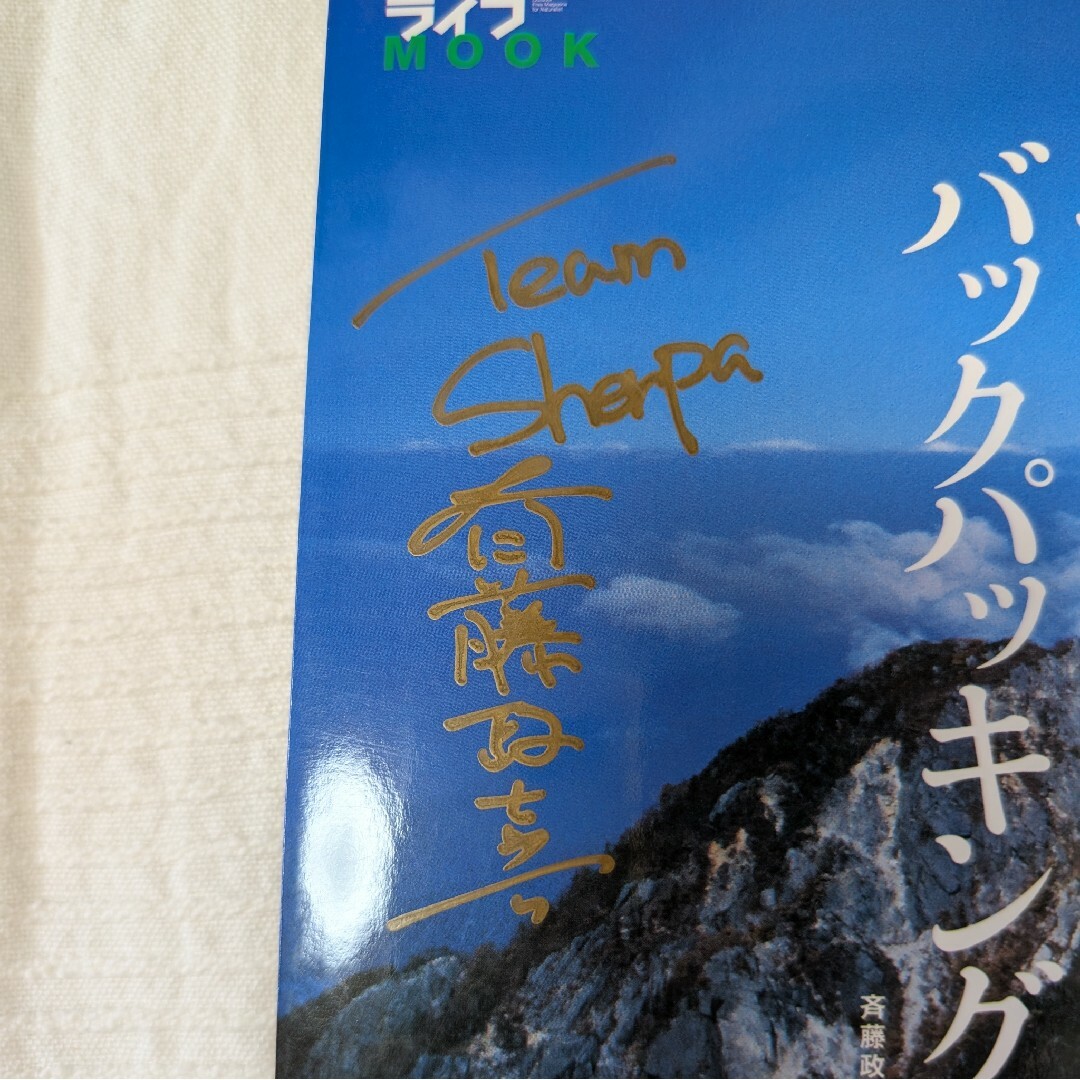 ライフ
MOOK
バックパッキング
Team
Sherpa
斉藤政喜
斉藤政